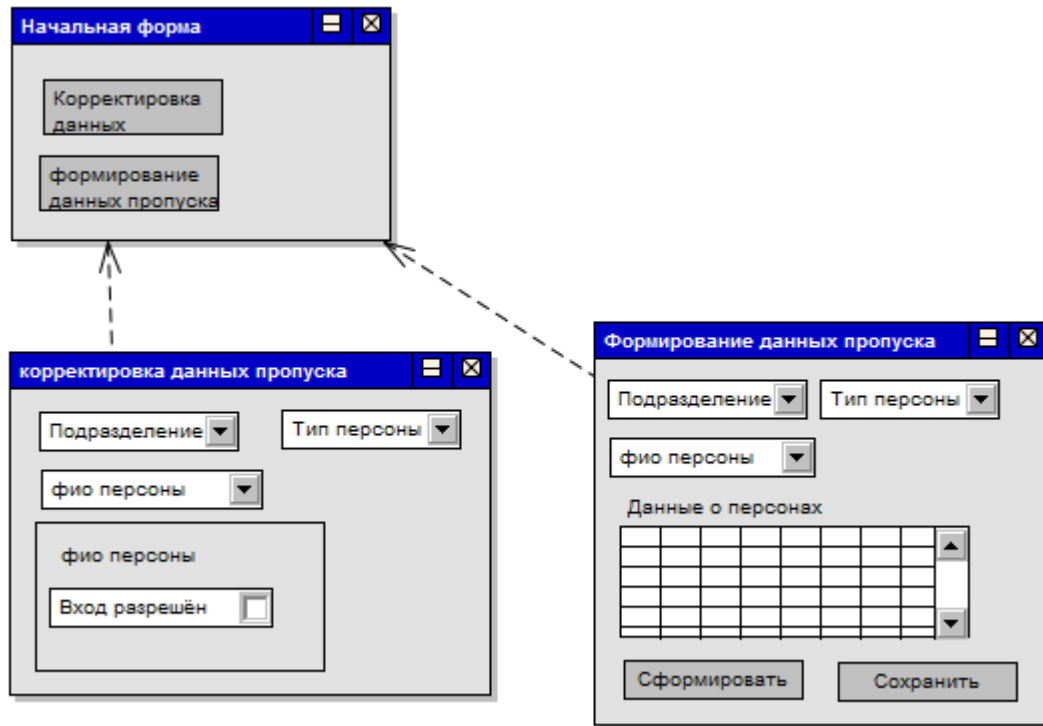 Начальная форма
Корректировка
данных
формирование
данных пропуска
корректировка данных пропуска
Подразделение
Тип персоны
фио персоны
фио персоны
Вход разрешён
Формирование данных пропуска
Подразделение
Тип персоны
фио персоны
Данные о персонах
Сформировать
Сохранить